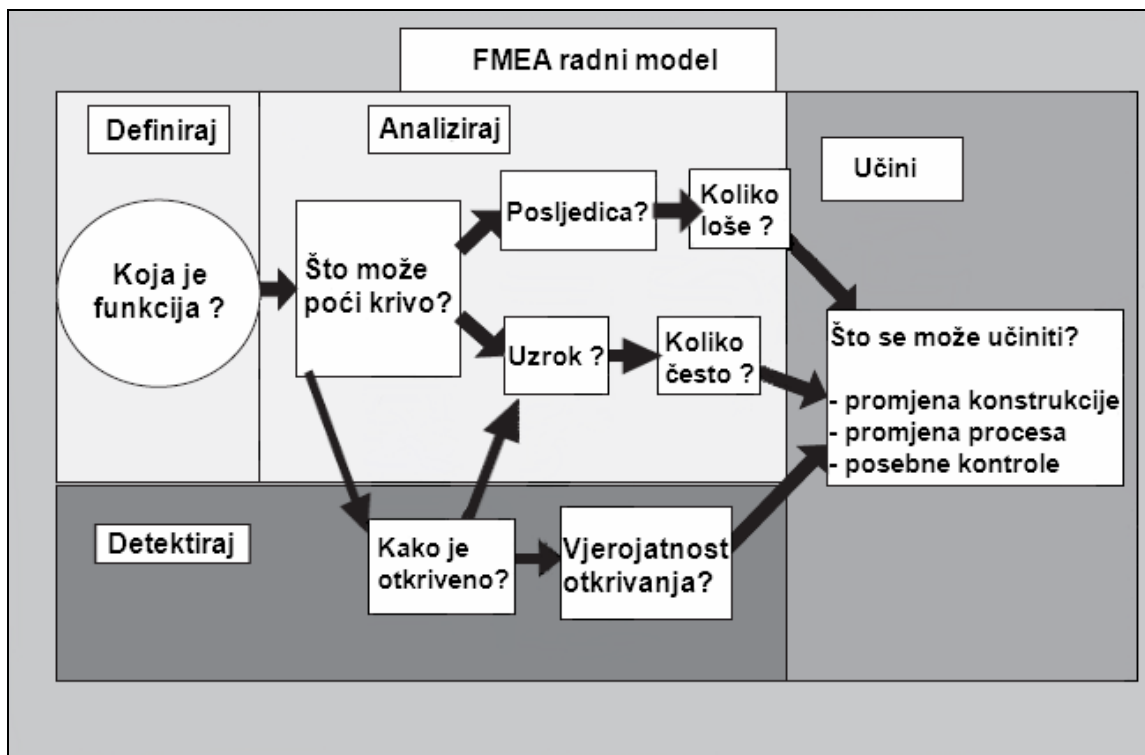 FMEA radni model
Definiraj
Analiziraj
Učini
Koja je
funkcija ?
Što može
poći krivo?
Posljedica?
Koliko
loše ?
Uzrok ?
Koliko
često ?
Što se može učiniti?
- promjena konstrukcije
- promjena procesa
- posebne kontrole
Detektiraj
Kako je
otkriveno?
Vjerojatnost
otkrivanja?